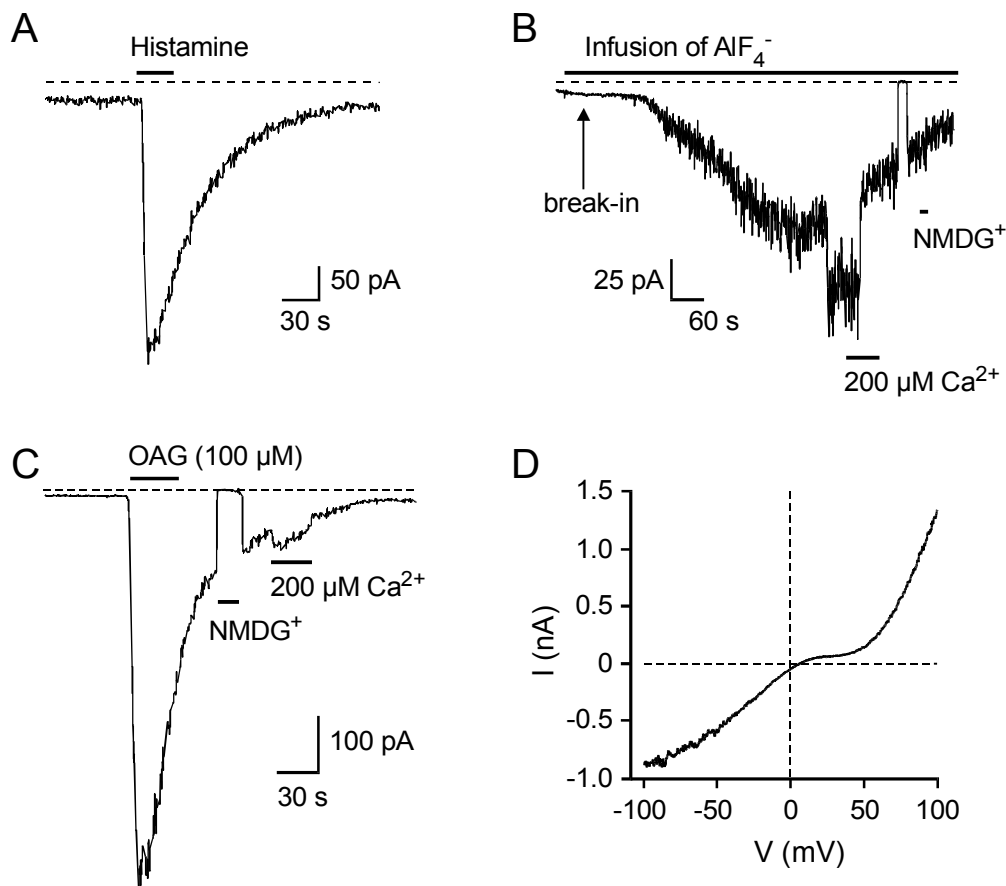 A
Histamine
50 pA
30 s
B
Infusion of AlF₄⁻
break-in
NMDG⁺
25 pA
60 s
200 µM Ca²⁺
C
OAG (100 µM)
200 µM Ca²⁺
NMDG⁺
100 pA
30 s
D
1.5
1.0
0.5
0
-0.5
-1.0
I (nA)
-100
-50
0
50
100
V (mV)